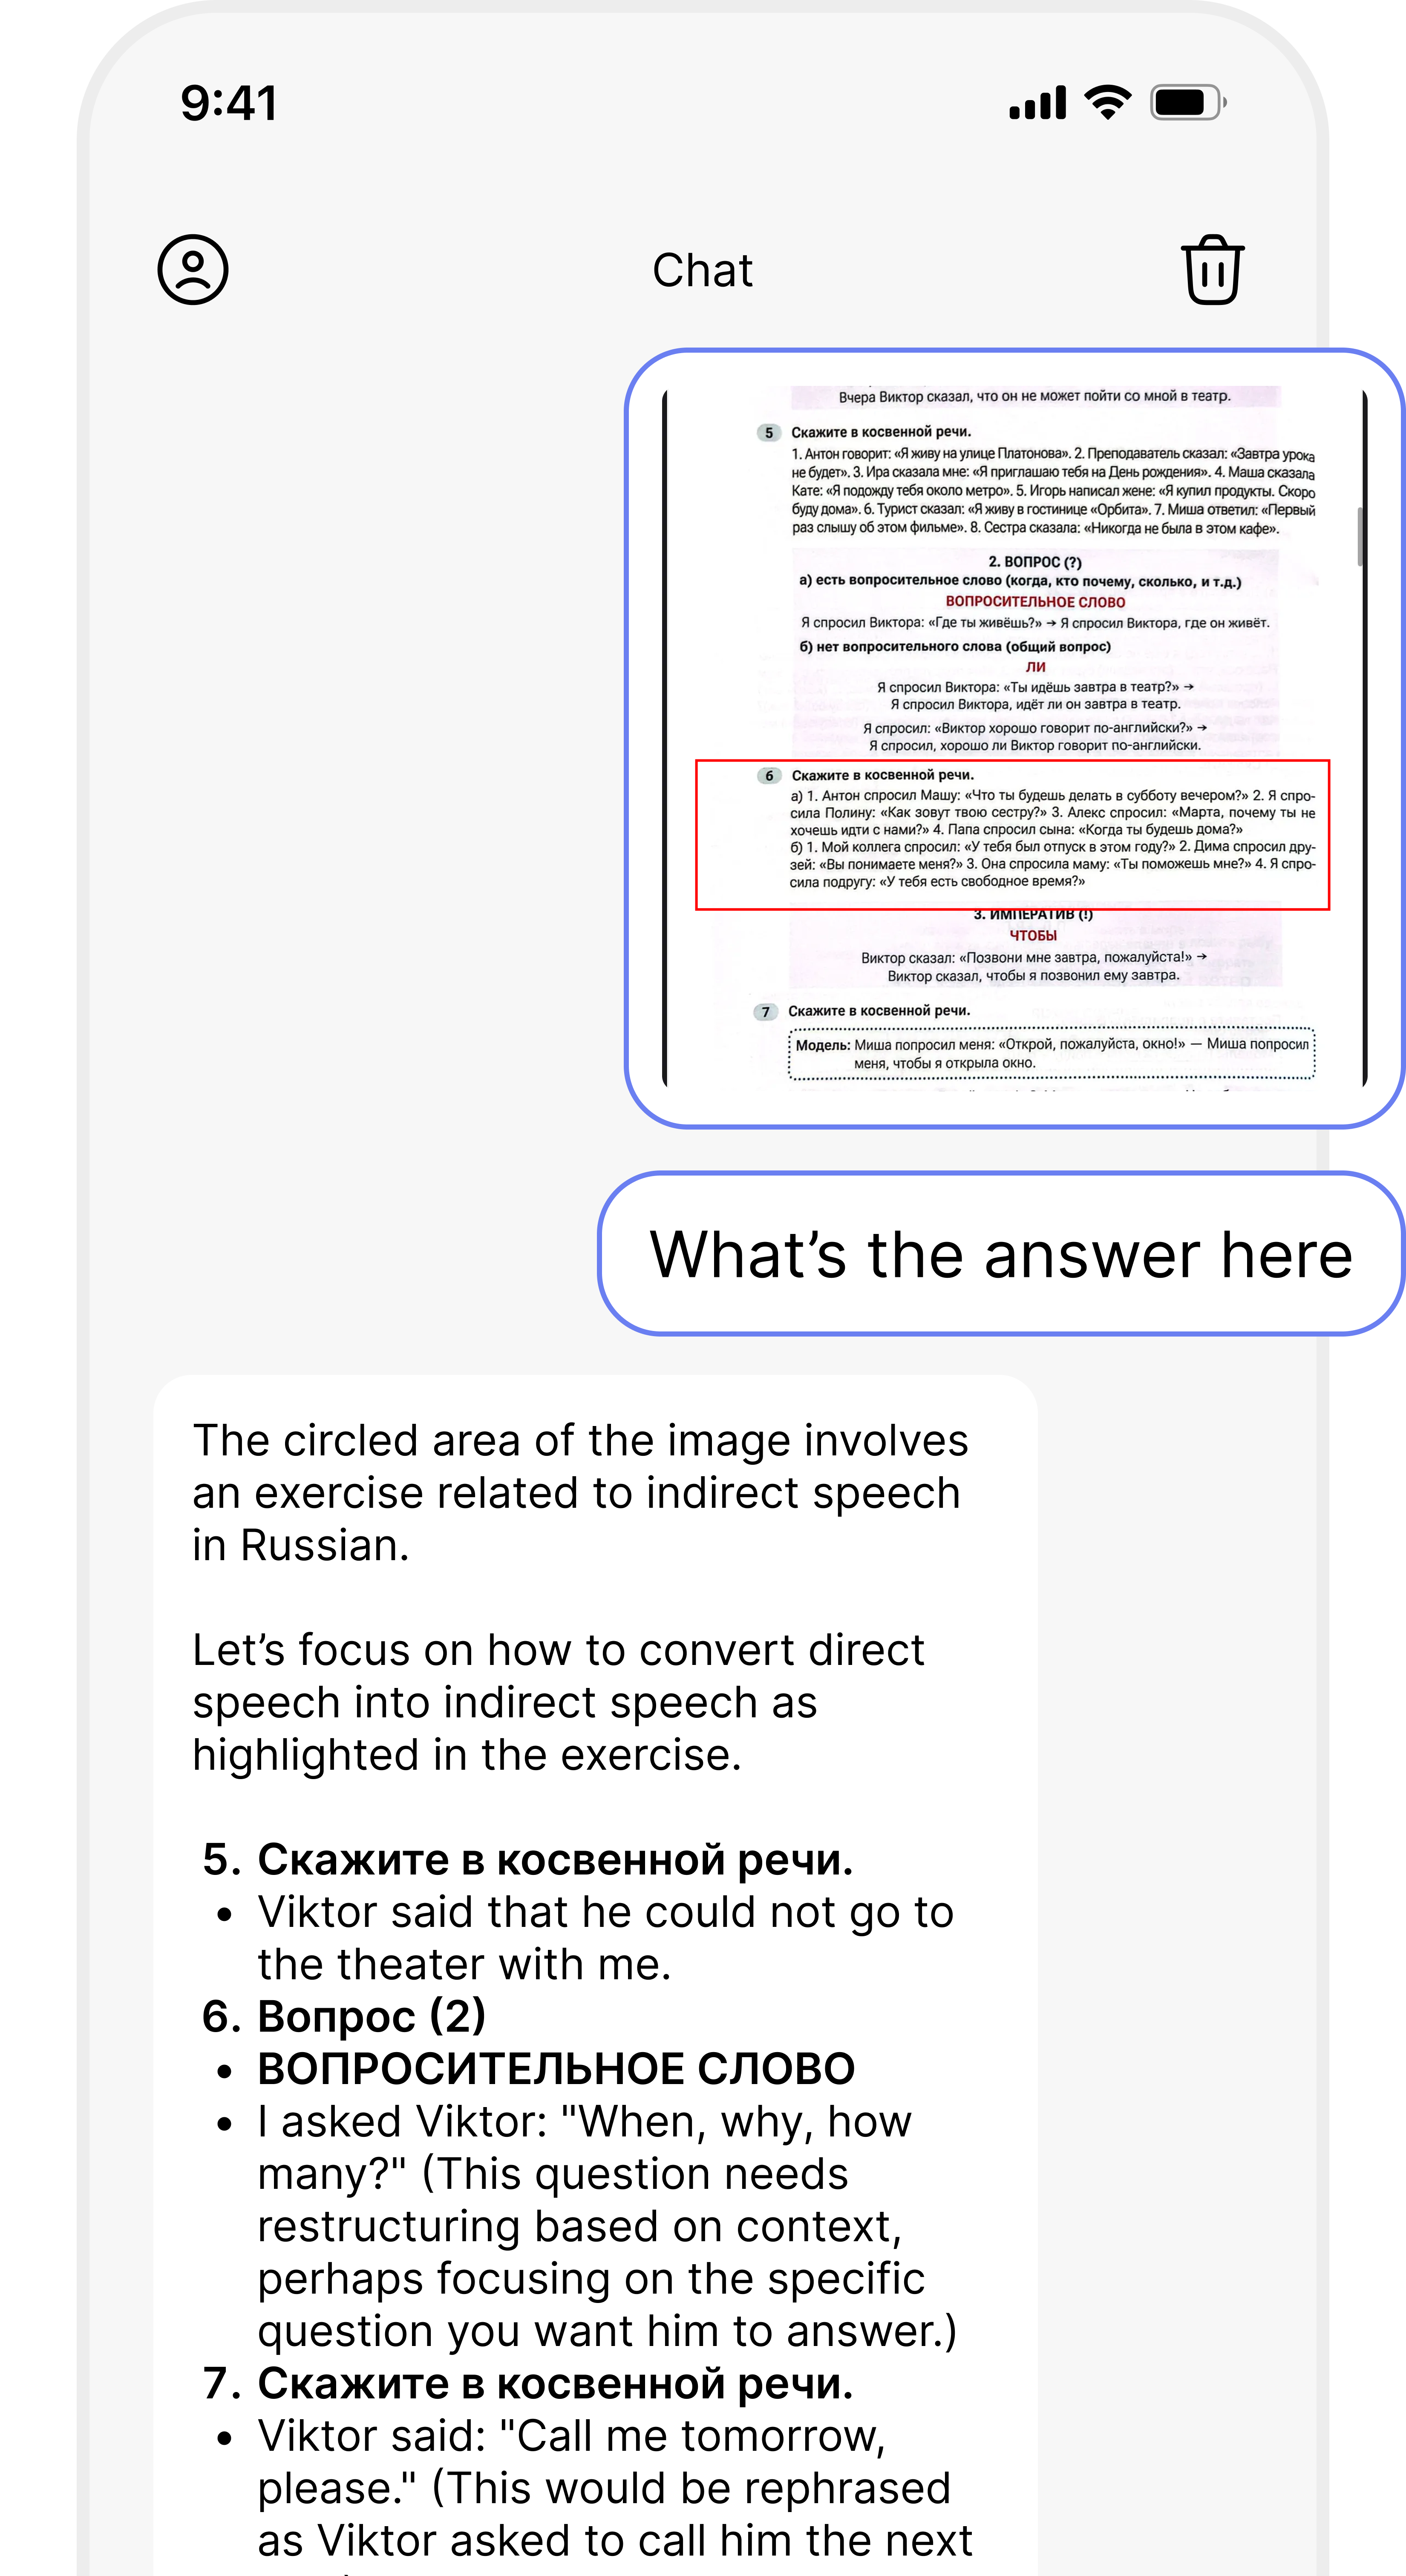 9:41
Chat
Вчера Виктор сказал, что он не может пойти со мной в театр.
5 Скажите в косвенной речи.
1. Антон говорит: «Я живу на улице Платонова». 2. Преподаватель сказал: «Завтра урока
не будет». 3. Ира сказала мне: «Я приглашаю тебя на День рождения». 4. Маша сказала
Кате: «Я подожду тебя около метро». 5. Игорь написал жене: «Я купил продукты. Скоро
буду дома». 6. Турист сказал: «Я живу в гостинице «Орбита». 7. Миша ответил: «Первый
раз слышу об этом фильме». 8. Сестра сказала: «Никогда не была в этом кафе».
2. ВОПРОС (?)
а) есть вопросительное слово (когда, кто почему, сколько, и т.д.)
ВОПРОСИТЕЛЬНОЕ СЛОВО
Я спросил Виктора: «Где ты живёшь?» → Я спросил Виктора, где он живёт.
б) нет вопросительного слова (общий вопрос)
ЛИ
Я спросил Виктора: «Ты идёшь завтра в театр?» →
Я спросил Виктора, идёт ли он завтра в театр.
Я спросил: «Виктор хорошо говорит по-английски?» →
Я спросил, хорошо ли Виктор говорит по-английски.
6 Скажите в косвенной речи.
а) 1. Антон спросил Машу: «Что ты будешь делать в субботу вечером?» 2. Я спро-
сила Полину: «Как зовут твою сестру?» 3. Алекс спросил: «Марта, почему ты не
хочешь идти с нами?» 4. Папа спросил сына: «Когда ты будешь дома?»
б) 1. Мой коллега спросил: «У тебя был отпуск в этом году?» 2. Дима спросил дру-
зей: «Вы понимаете меня?» 3. Она спросила маму: «Ты поможешь мне?» 4. Я спро-
сила подругу: «У тебя есть свободное время?»
3. ИМПЕРАТИВ (!)
ЧТОБЫ
Виктор сказал: «Позвони мне завтра, пожалуйста!» →
Виктор сказал, чтобы я позвонил ему завтра.
7 Скажите в косвенной речи.
Модель: Миша попросил меня: «Открой, пожалуйста, окно!» — Миша попросил
меня, чтобы я открыла окно.
What’s the answer here
The circled area of the image involves
an exercise related to indirect speech
in Russian.
Let’s focus on how to convert direct
speech into indirect speech as
highlighted in the exercise.
5. Скажите в косвенной речи.
• Viktor said that he could not go to
the theater with me.
6. Вопрос (2)
• ВОПРОСИТЕЛЬНОЕ СЛОВО
• I asked Viktor: "When, why, how
many?" (This question needs
restructuring based on context,
perhaps focusing on the specific
question you want him to answer.)
7. Скажите в косвенной речи.
• Viktor said: "Call me tomorrow,
please." (This would be rephrased
as Viktor asked to call him the next